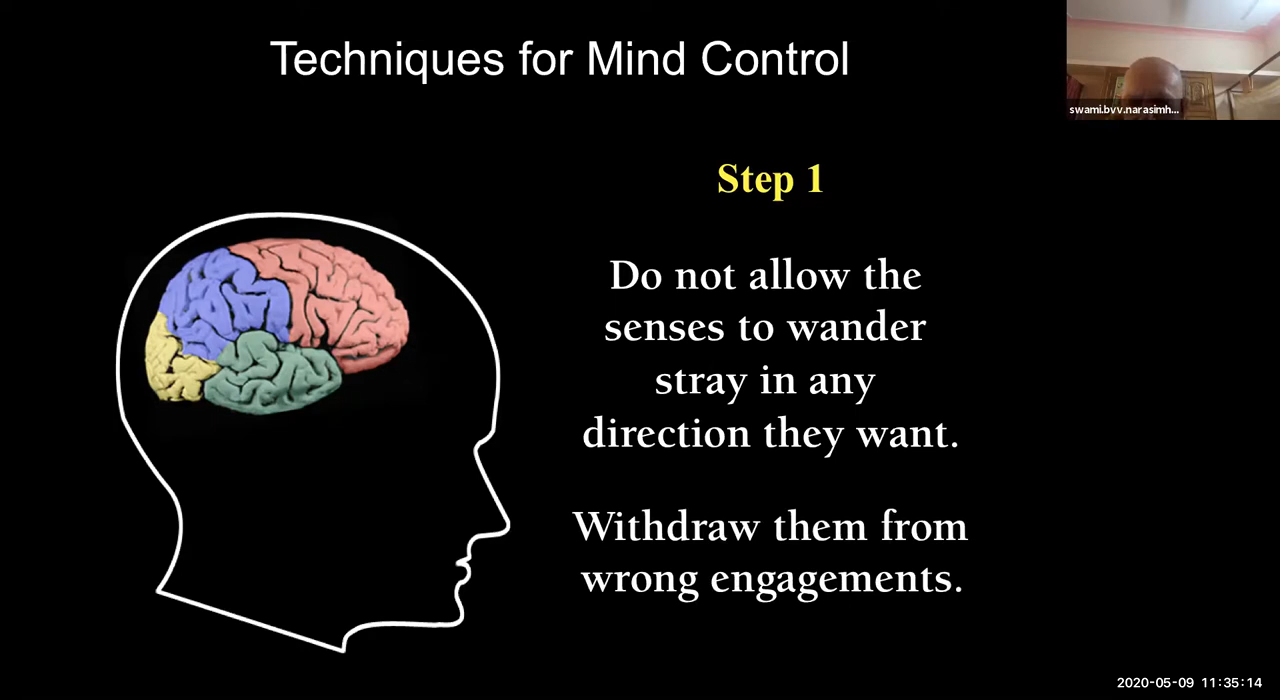 Techniques for Mind Control
swami.bvv.narasimh...
Step 1
Do not allow the
senses to wander
stray in any
direction they want.
Withdraw them from
wrong engagements.
2020-05-09 11:35:14